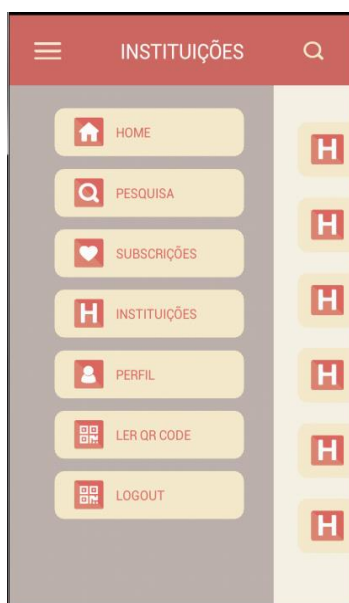 INSTITUIÇÕES
HOME
PESQUISA
SUBSCRIÇÕES
H INSTITUIÇÕES
PERFIL
LER QR CODE
LOGOUT
H
H
H
H
H
H